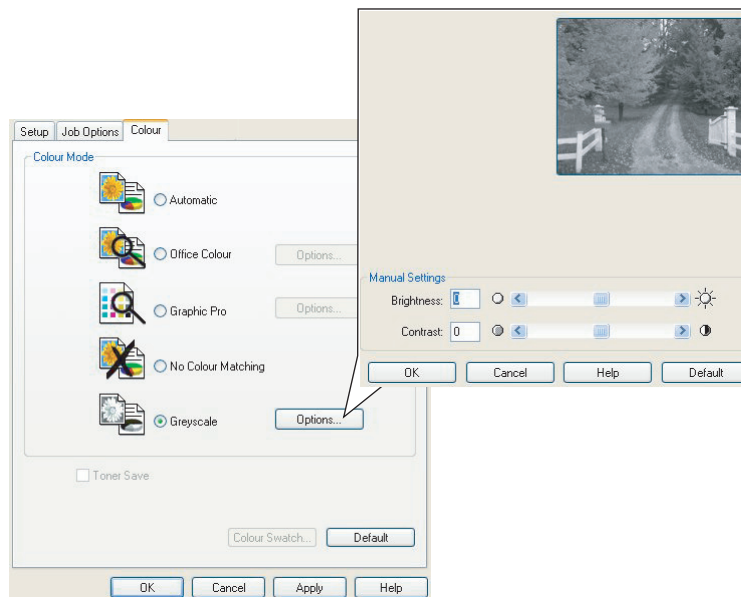 Setup
Job Options
Colour
Colour Mode
Automatic
Office Colour
Options...
Graphic Pro
Options...
No Colour Matching
Greyscale
Options...
Toner Save
Colour Swatch...
Default
OK
Cancel
Apply
Help
Manual Settings
Brightness: 0
Contrast: 0
OK
Cancel
Help
Default